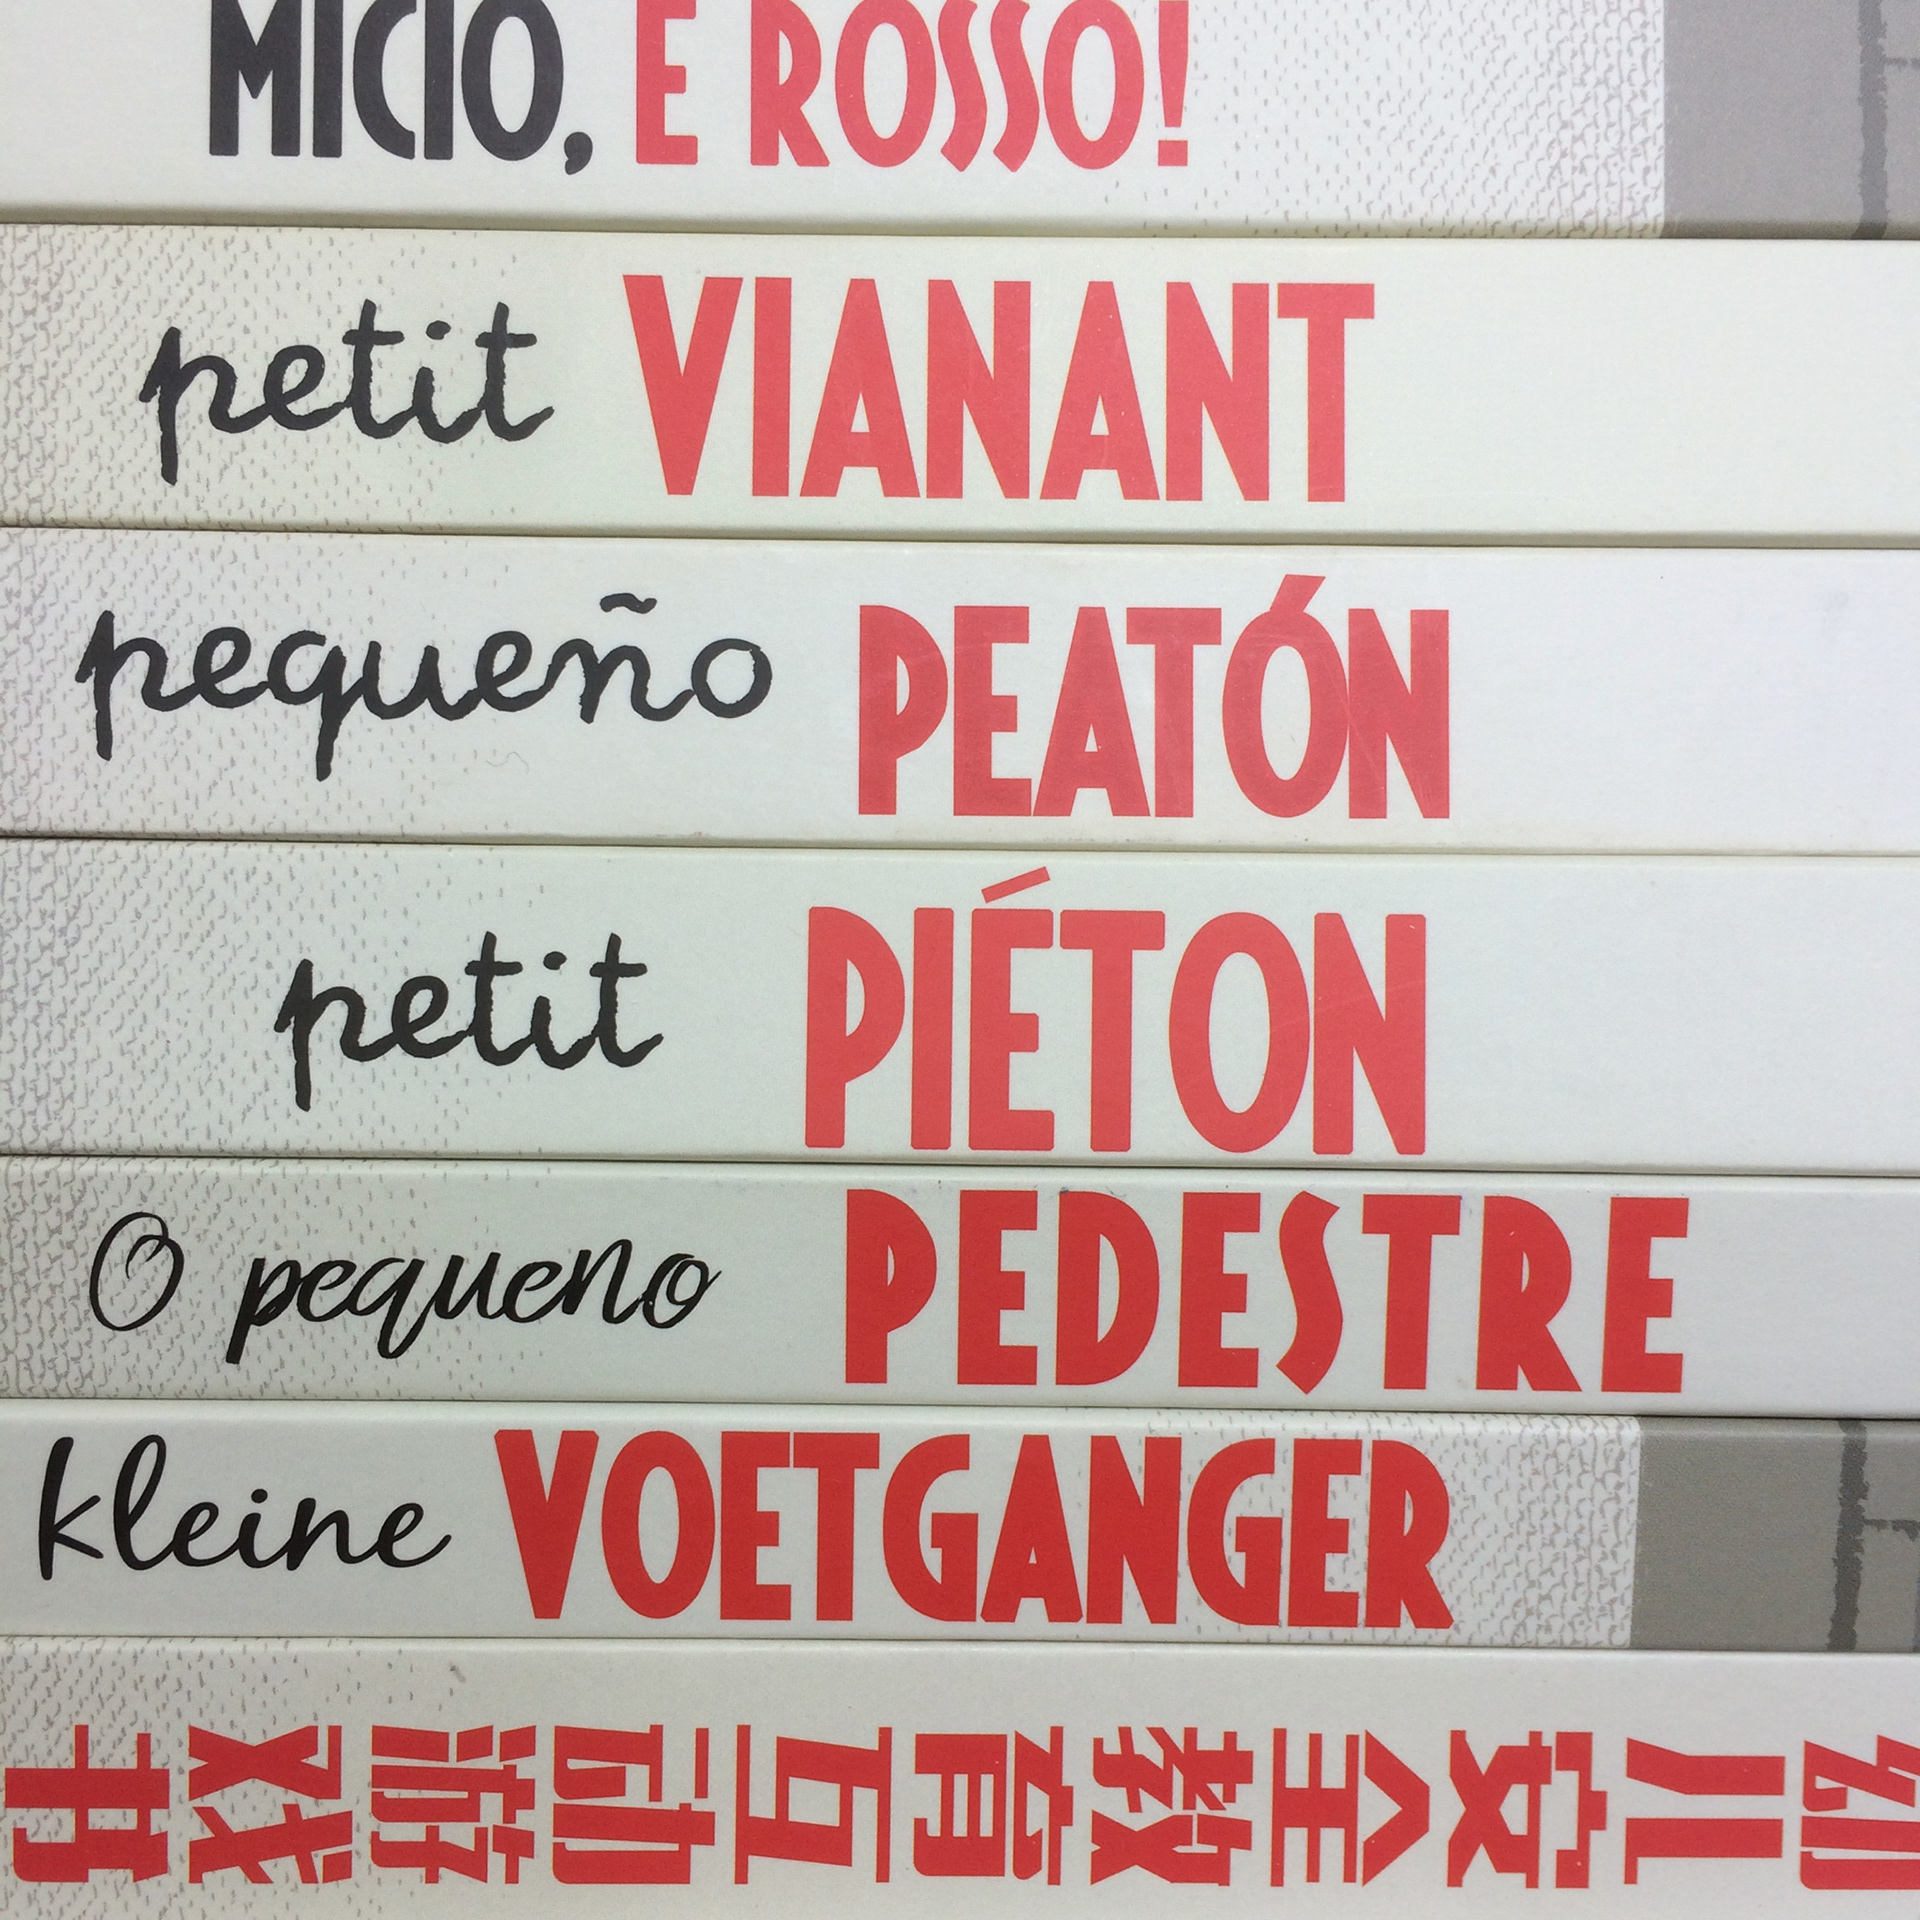 MICIO, E ROSSO!
petit VIANANT
pequeño PEATÓN
petit PIÉTON
O pequeno PEDESTRE
kleine VOETGANGER
幼儿安全教育互动游戏书